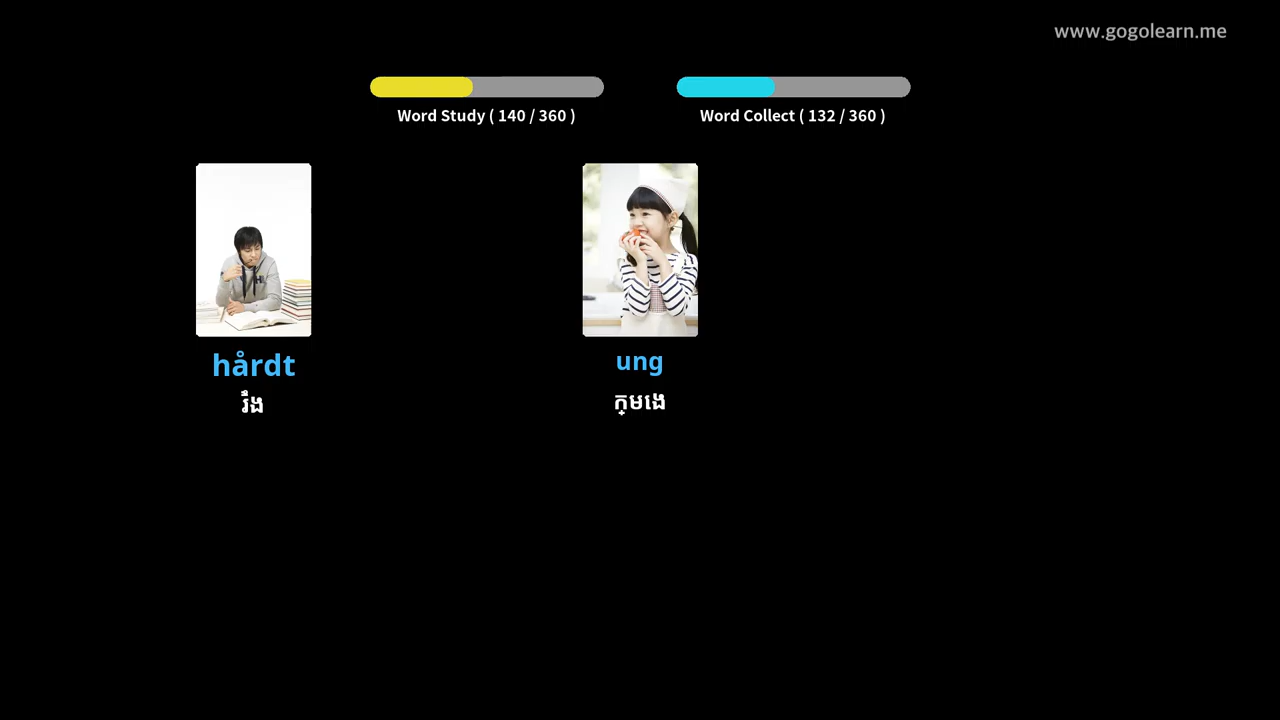 www.gogolearn.me
Word Study ( 140 / 360 )
Word Collect ( 132 / 360 )
hårdt
រឹង
ung
ក្មេង